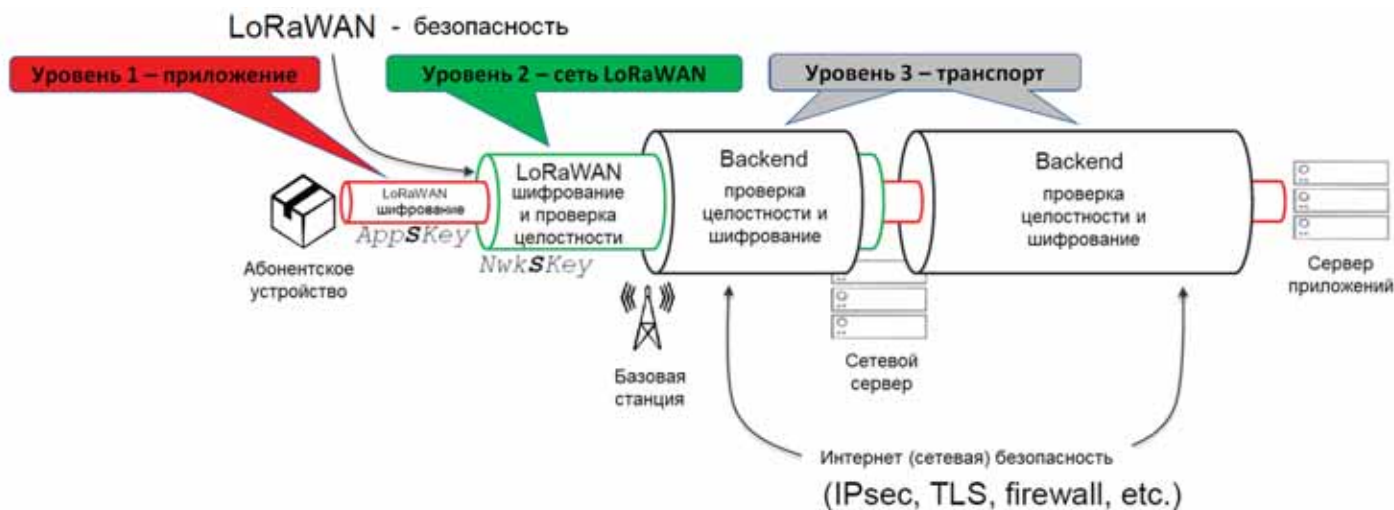 LoRaWAN - безопасность
Уровень 1 – приложение
Уровень 2 – сеть LoRaWAN
Уровень 3 – транспорт
LoRaWAN
шифрование
AppSKey
LoRaWAN
шифрование
и проверка
целостности
NwkSKey
Backend
проверка
целостности и
шифрование
Backend
проверка
целостности и
шифрование
Абонентское
устройство
Базовая
станция
Сетевой
сервер
Сервер
приложений
Интернет (сетевая) безопасность
(IPsec, TLS, firewall, etc.)